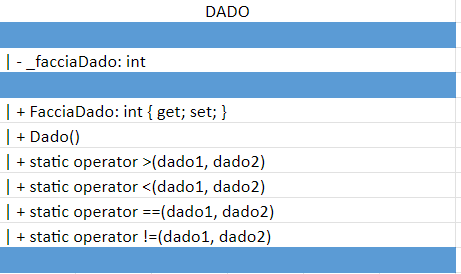 DADO
| - _facciaDado: int
| + FacciaDado: int { get; set; }
| + Dado()
| + static operator >(dado1, dado2)
| + static operator <(dado1, dado2)
| + static operator ==(dado1, dado2)
| + static operator !=(dado1, dado2)